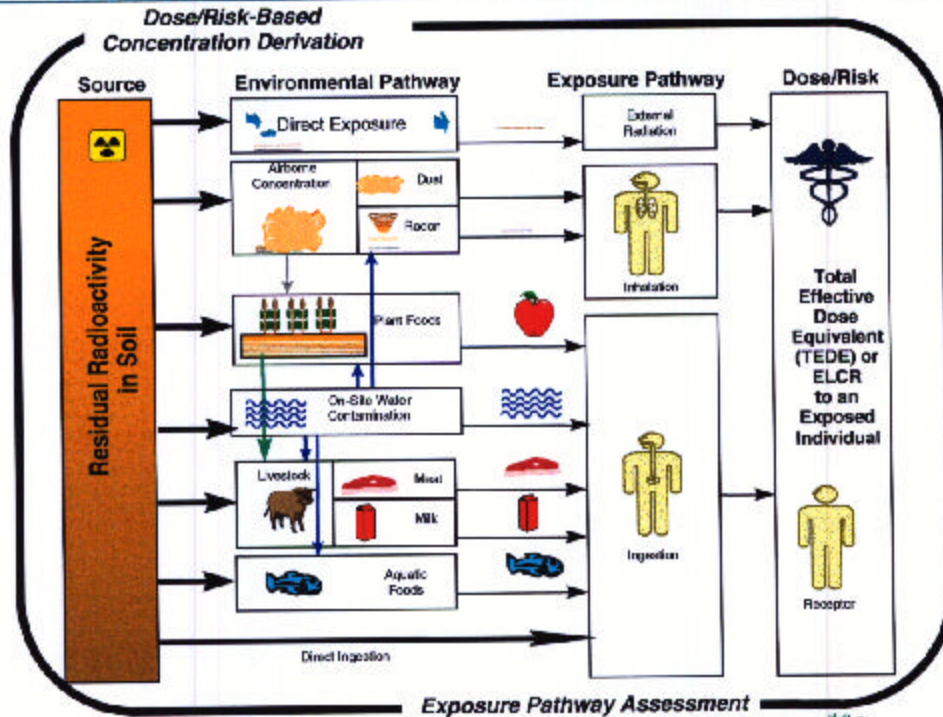 Dose/Risk-Based
Concentration Derivation
Source
Environmental Pathway
Exposure Pathway
Dose/Risk
Residual Radioactivity
in Soil
Direct Exposure
External
Radiation
Airborne
Concentration
Dust
Radon
Inhalation
Plant Foods
On-Site Water
Contamination
Livestock
Meat
Milk
Aquatic
Foods
Ingestion
Direct Ingestion
Total
Effective
Dose
Equivalent
(TEDE) or
ELCR
to an
Exposed
Individual
Receptor
Exposure Pathway Assessment